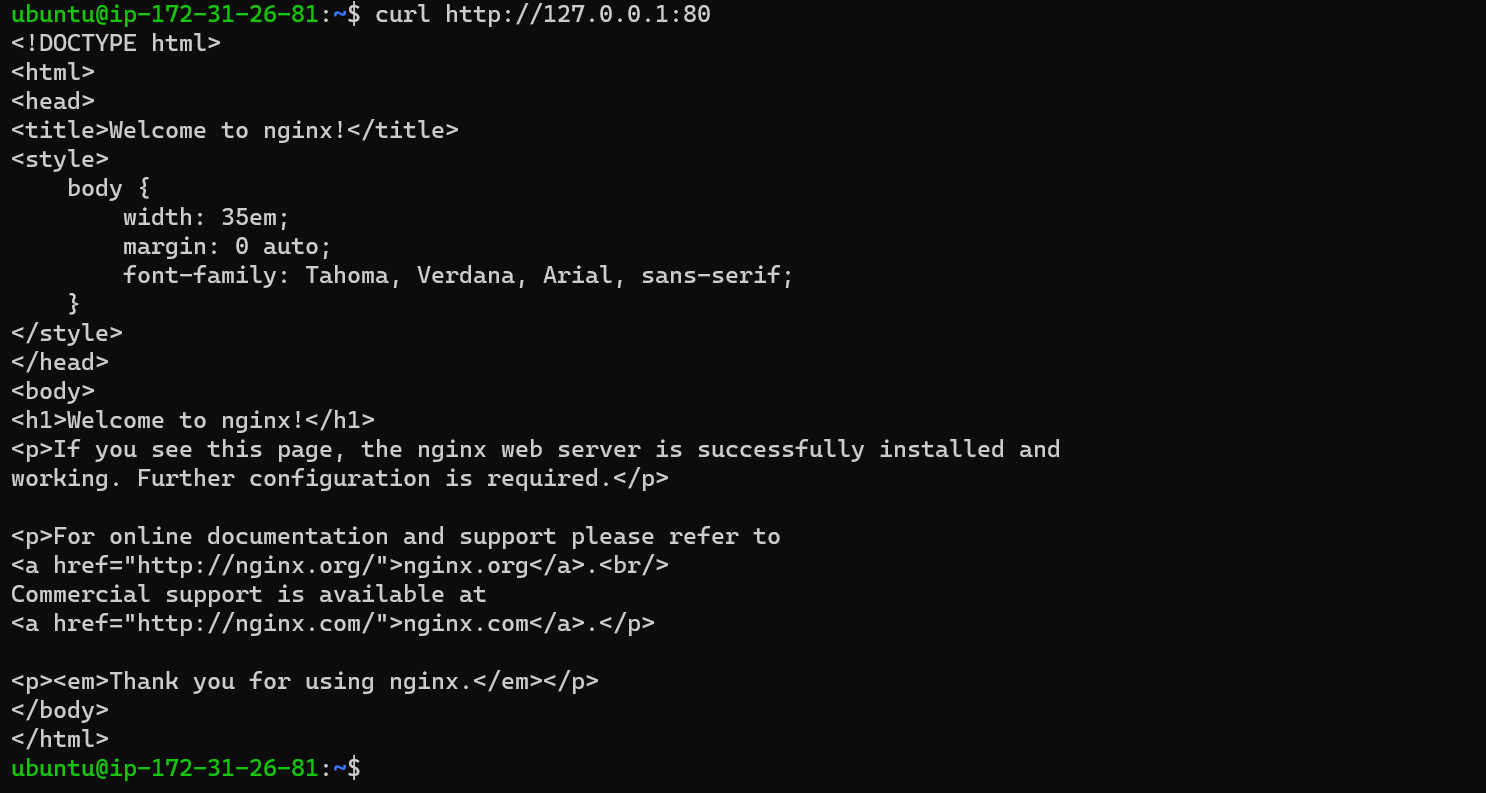 ubuntu@ip-172-31-26-81:~$ curl http://127.0.0.1:80
<!DOCTYPE html>
<html>
<head>
<title>Welcome to nginx!</title>
<style>
    body {
        width: 35em;
        margin: 0 auto;
        font-family: Tahoma, Verdana, Arial, sans-serif;
    }
</style>
</head>
<body>
<h1>Welcome to nginx!</h1>
<p>If you see this page, the nginx web server is successfully installed and
working. Further configuration is required.</p>

<p>For online documentation and support please refer to
<a href="http://nginx.org/">nginx.org</a>.<br/>
Commercial support is available at
<a href="http://nginx.com/">nginx.com</a>.</p>

<p><em>Thank you for using nginx.</em></p>
</body>
</html>
ubuntu@ip-172-31-26-81:~$